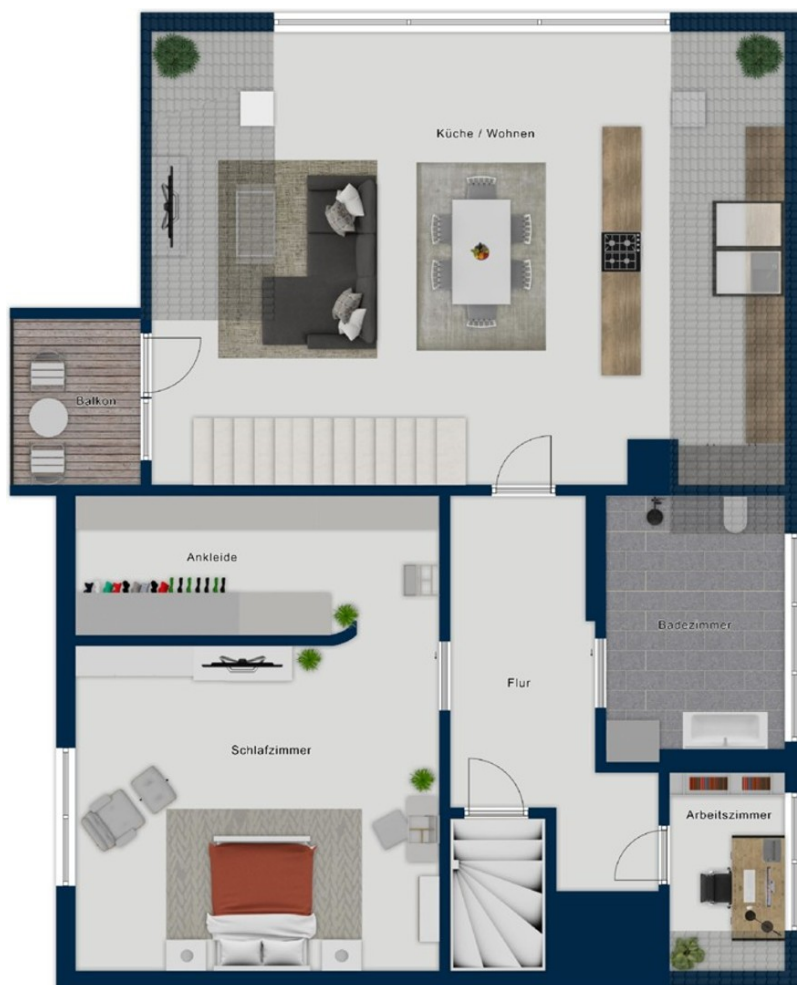 Küche / Wohnen
Balkon
Ankleide
Badezimmer
Flur
Schlafzimmer
Arbeitszimmer